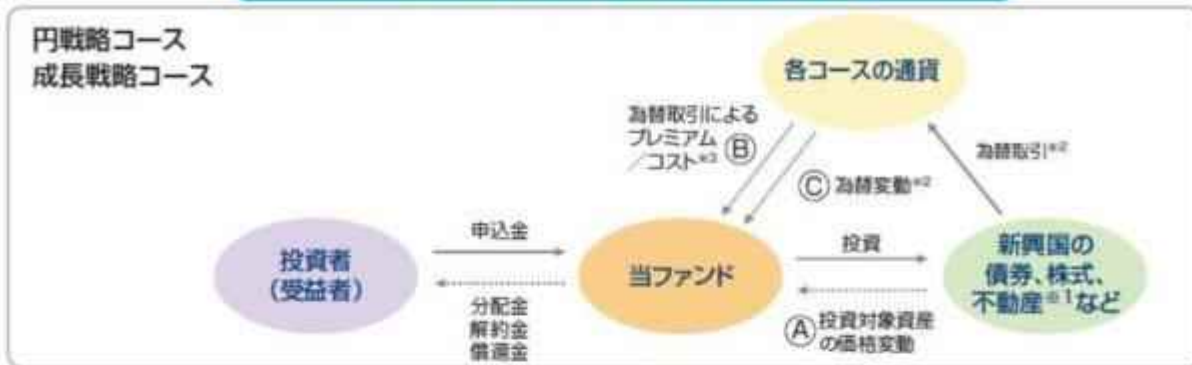 円戦略コース
成長戦略コース
各コースの通貨
為替取引による
プレミアム
／コスト※3 Ⓑ
Ⓒ 為替変動※2
為替取引※2
投資者
(受益者)
申込金
分配金
解約金
償還金
当ファンド
投資
Ⓐ 投資対象資産
の価格変動
新興国の
債券、株式、
不動産※1など